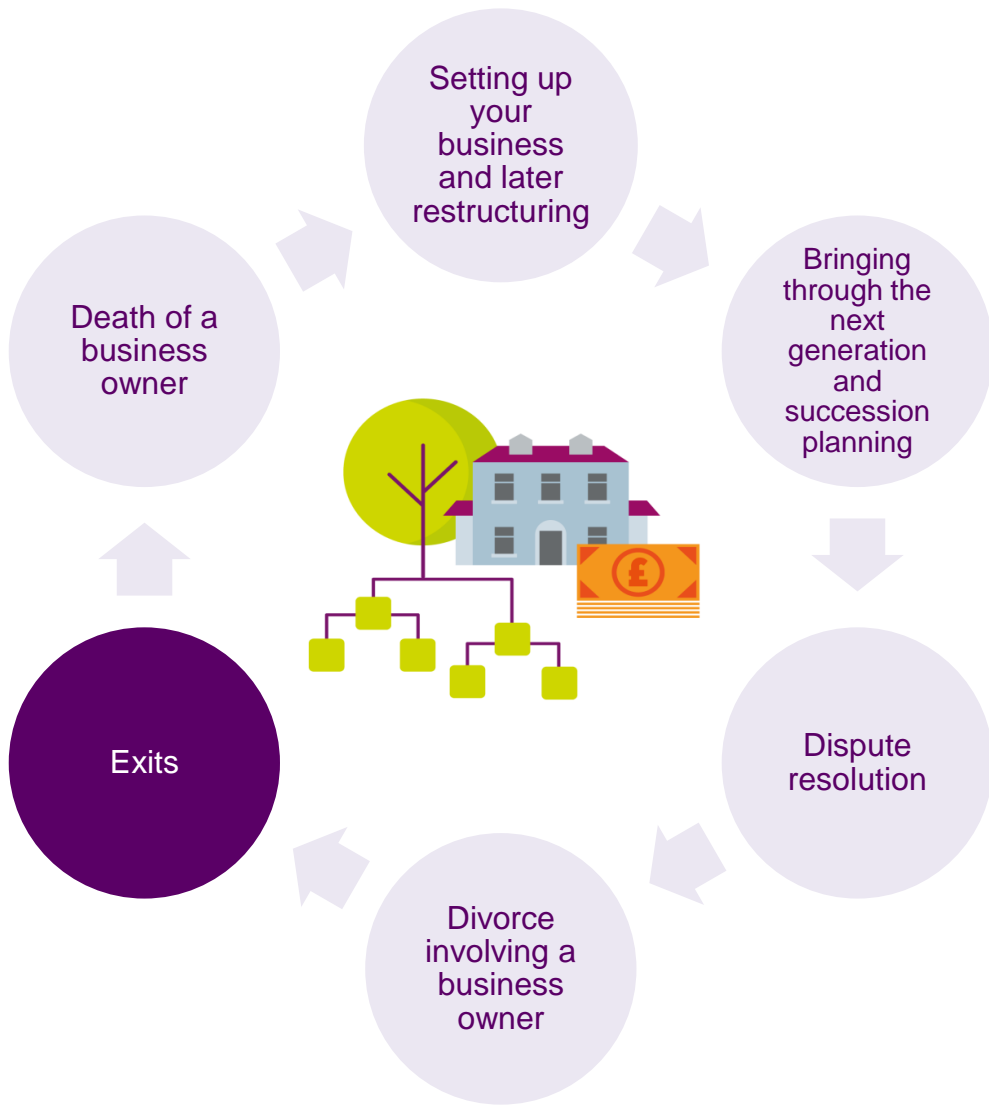 Setting up
your
business
and later
restructuring
Bringing
through the
next
generation
and
succession
planning
Dispute
resolution
Divorce
involving a
business
owner
Exits
Death of a
business
owner
£